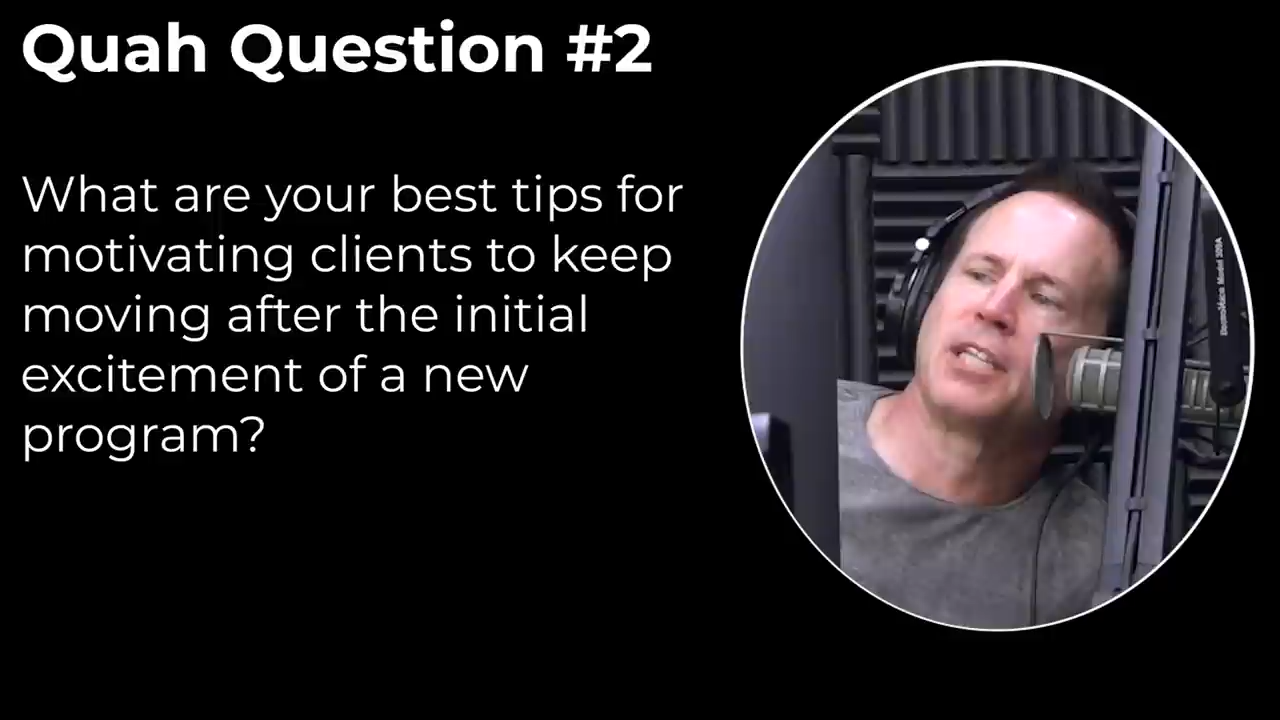 Quah Question #2
What are your best tips for
motivating clients to keep
moving after the initial
excitement of a new
program?